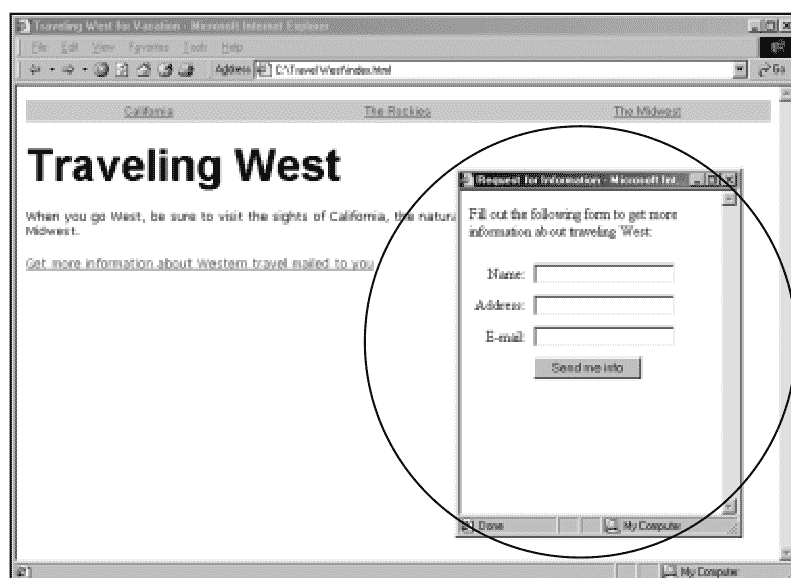 Traveling West for Vacation - Microsoft Internet Explorer
File Edit View Favorites Tools Help
Address C:\Travel West\index.html Go
California The Rockies The Midwest
Traveling West
When you go West, be sure to visit the sights of California, the natura
Midwest.
Get more information about Western travel mailed to you
Request for Information - Microsoft Int
Fill out the following form to get more
information about traveling West:
Name:
Address:
E-mail:
Send me info
Done My Computer
My Computer